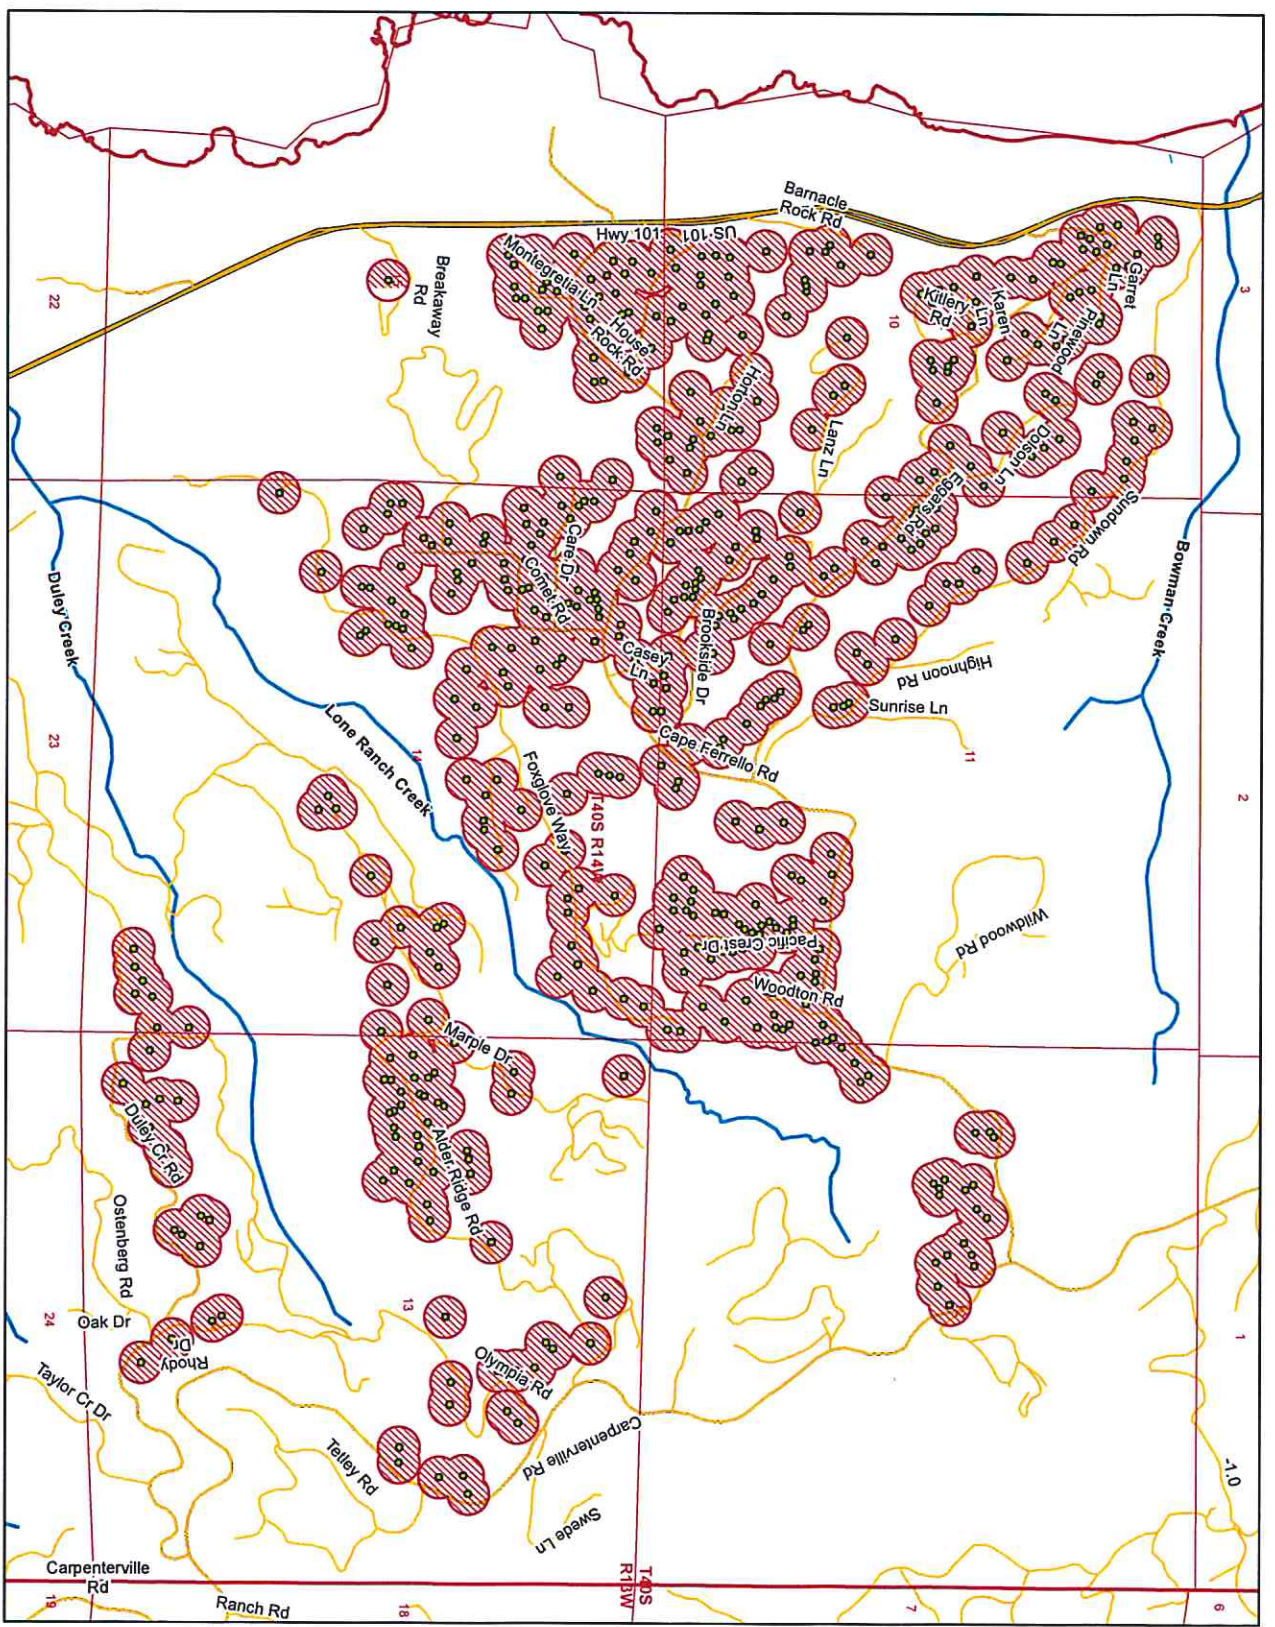 Barnacle
Rock Rd
Hwy 101
US 101
Breakaway
Rd
Montegretia Ln
House
Rock Rd
Horton Ln
Lanz Ln
Kitlery
Rd
Karen
Ln
Garret
Ln
Pinewood
Ln
Eggars Rd
Sundown Rd
Bowman Creek
Care Dr
Comet Rd
Casey
Ln
Brookside Dr
Highnoon Rd
Sunrise Ln
Cape Ferrello Rd
Duley Creek
Lone Ranch Creek
Foxglove Way
T40S R14W
Pacific Crest Dr
Woodton Rd
Wildwood Rd
Marple Dr
Alder Ridge Rd
Duley Cr Rd
Ostenberg Rd
Oak Dr
Rhody
Dr
Taylor Cr Dr
Tetley Rd
Olympia Rd
Carpenterville Rd
Swede Ln
Carpenterville
Rd
Ranch Rd
T40S
R13W
22
3
10
23
14
11
2
24
13
1
-1.0
19
18
7
6